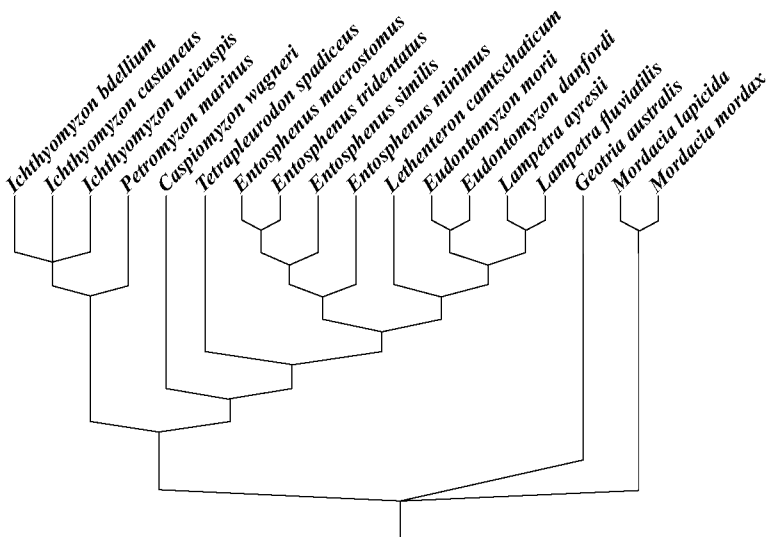 Ichthyomyzon bdellium
Ichthyomyzon castaneus
Ichthyomyzon unicuspis
Petromyzon marinus
Caspiomyzon wagneri
Tetrapleurodon spadiceus
Entosphenus macrostomus
Entosphenus tridentatus
Entosphenus similis
Entosphenus minimus
Lethenteron camtschaticum
Eudontomyzon morii
Eudontomyzon danfordi
Lampetra ayresii
Lampetra fluviatilis
Geotria australis
Mordacia lapicida
Mordacia mordax